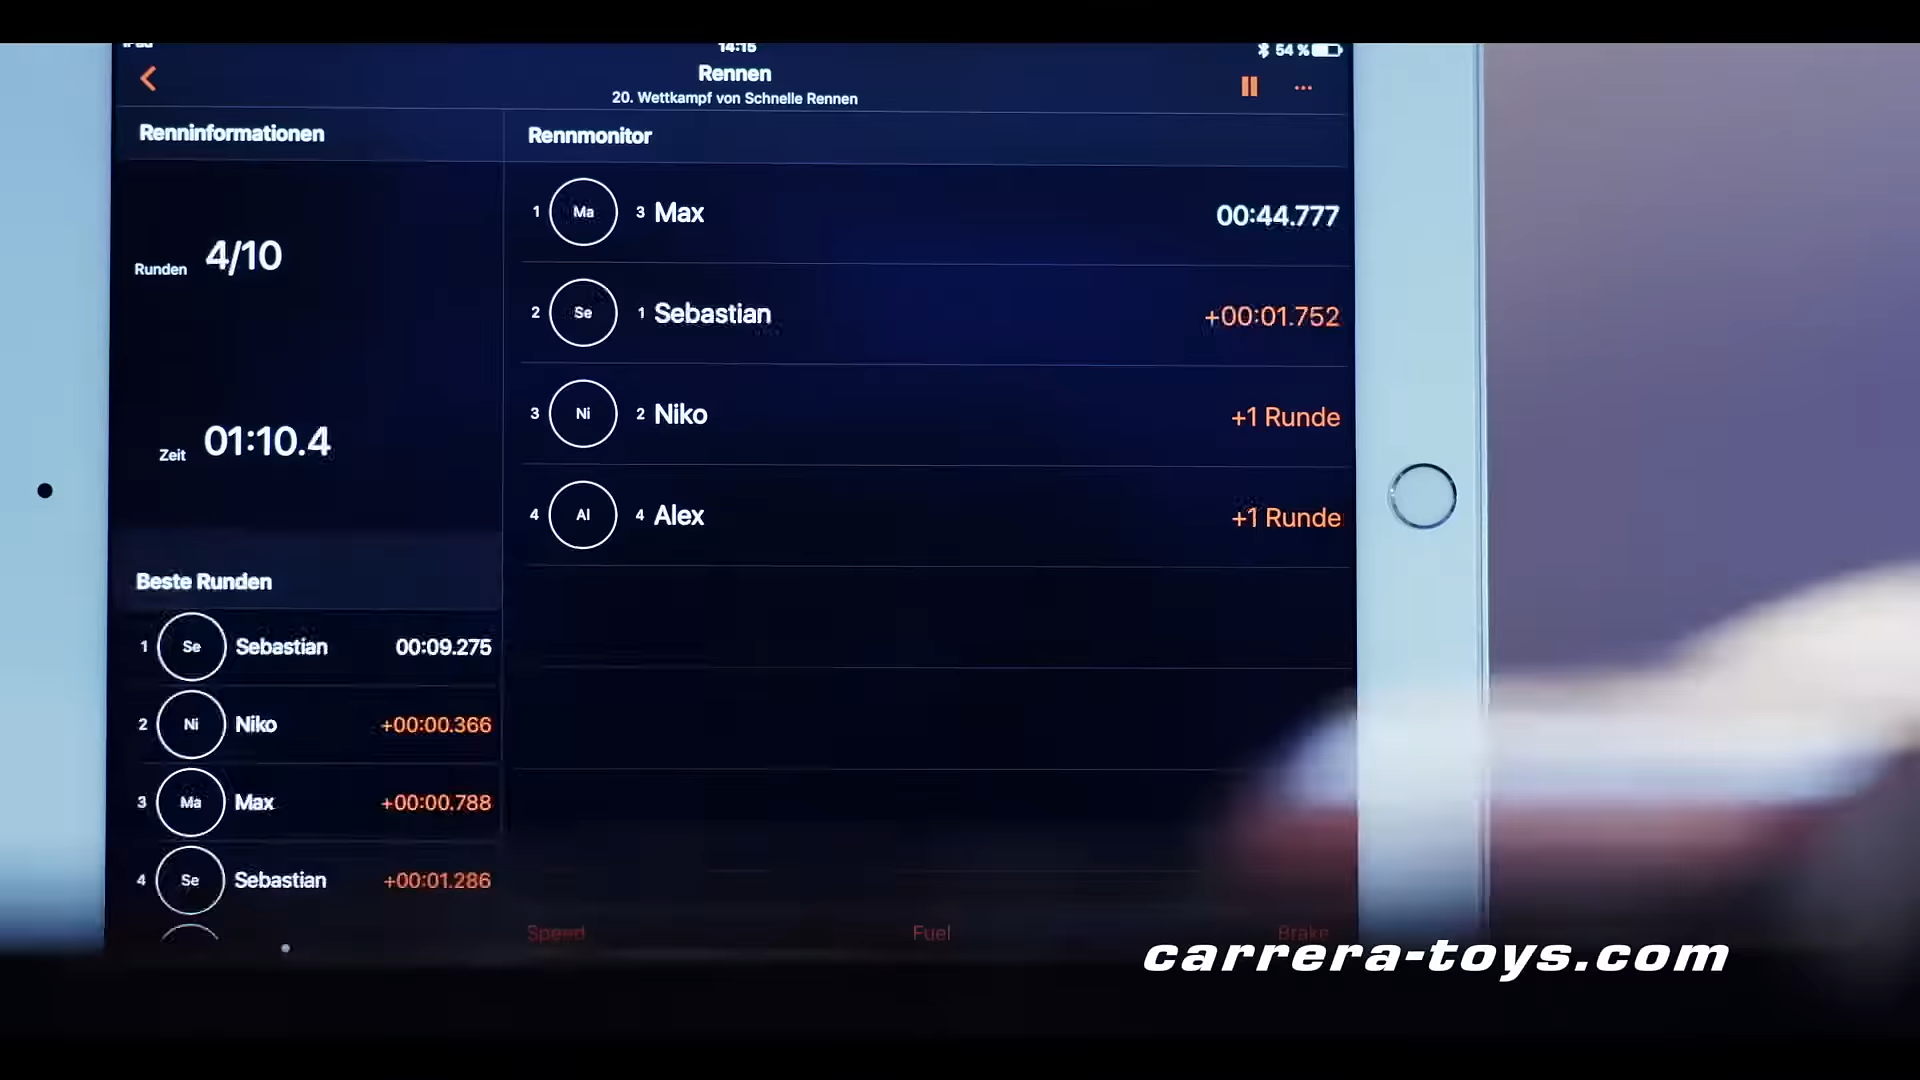 iPad 14:15 54 %
Rennen
20. Wettkampf von Schnelle Rennen
Renninformationen
Runden 4/10
Zeit 01:10.4
Beste Runden
1 Se Sebastian 00:09.275
2 Ni Niko +00:00.366
3 Ma Max +00:00.788
4 Se Sebastian +00:01.286
Rennmonitor
1 Ma 3 Max 00:44.777
2 Se 1 Sebastian +00:01.752
3 Ni 2 Niko +1 Runde
4 Al 4 Alex +1 Runde
Speed Fuel Brake
carrera-toys.com